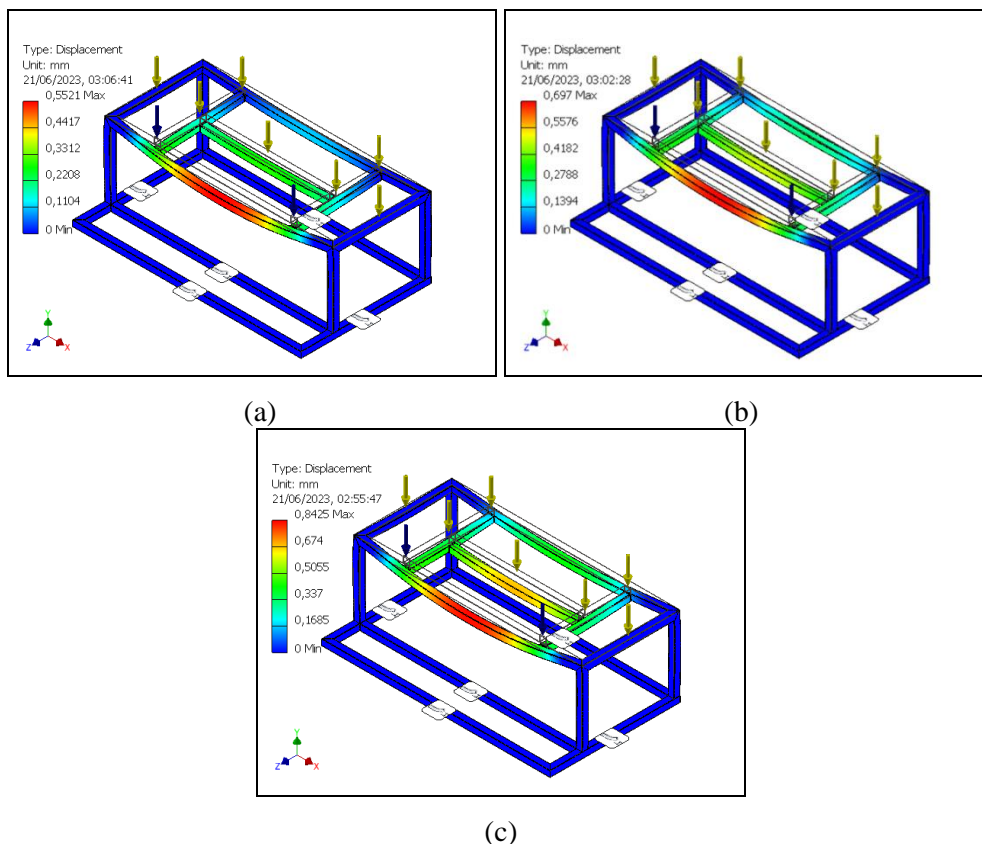 Type: Displacement
Unit: mm
21/06/2023, 03:06:41
0,5521 Max
0,4417
0,3312
0,2208
0,1104
0 Min
Y
Z
X
(a)
Type: Displacement
Unit: mm
21/06/2023, 03:02:28
0,697 Max
0,5576
0,4182
0,2788
0,1394
0 Min
Y
Z
X
(b)
Type: Displacement
Unit: mm
21/06/2023, 02:55:47
0,8425 Max
0,674
0,5055
0,337
0,1685
0 Min
Y
Z
X
(c)